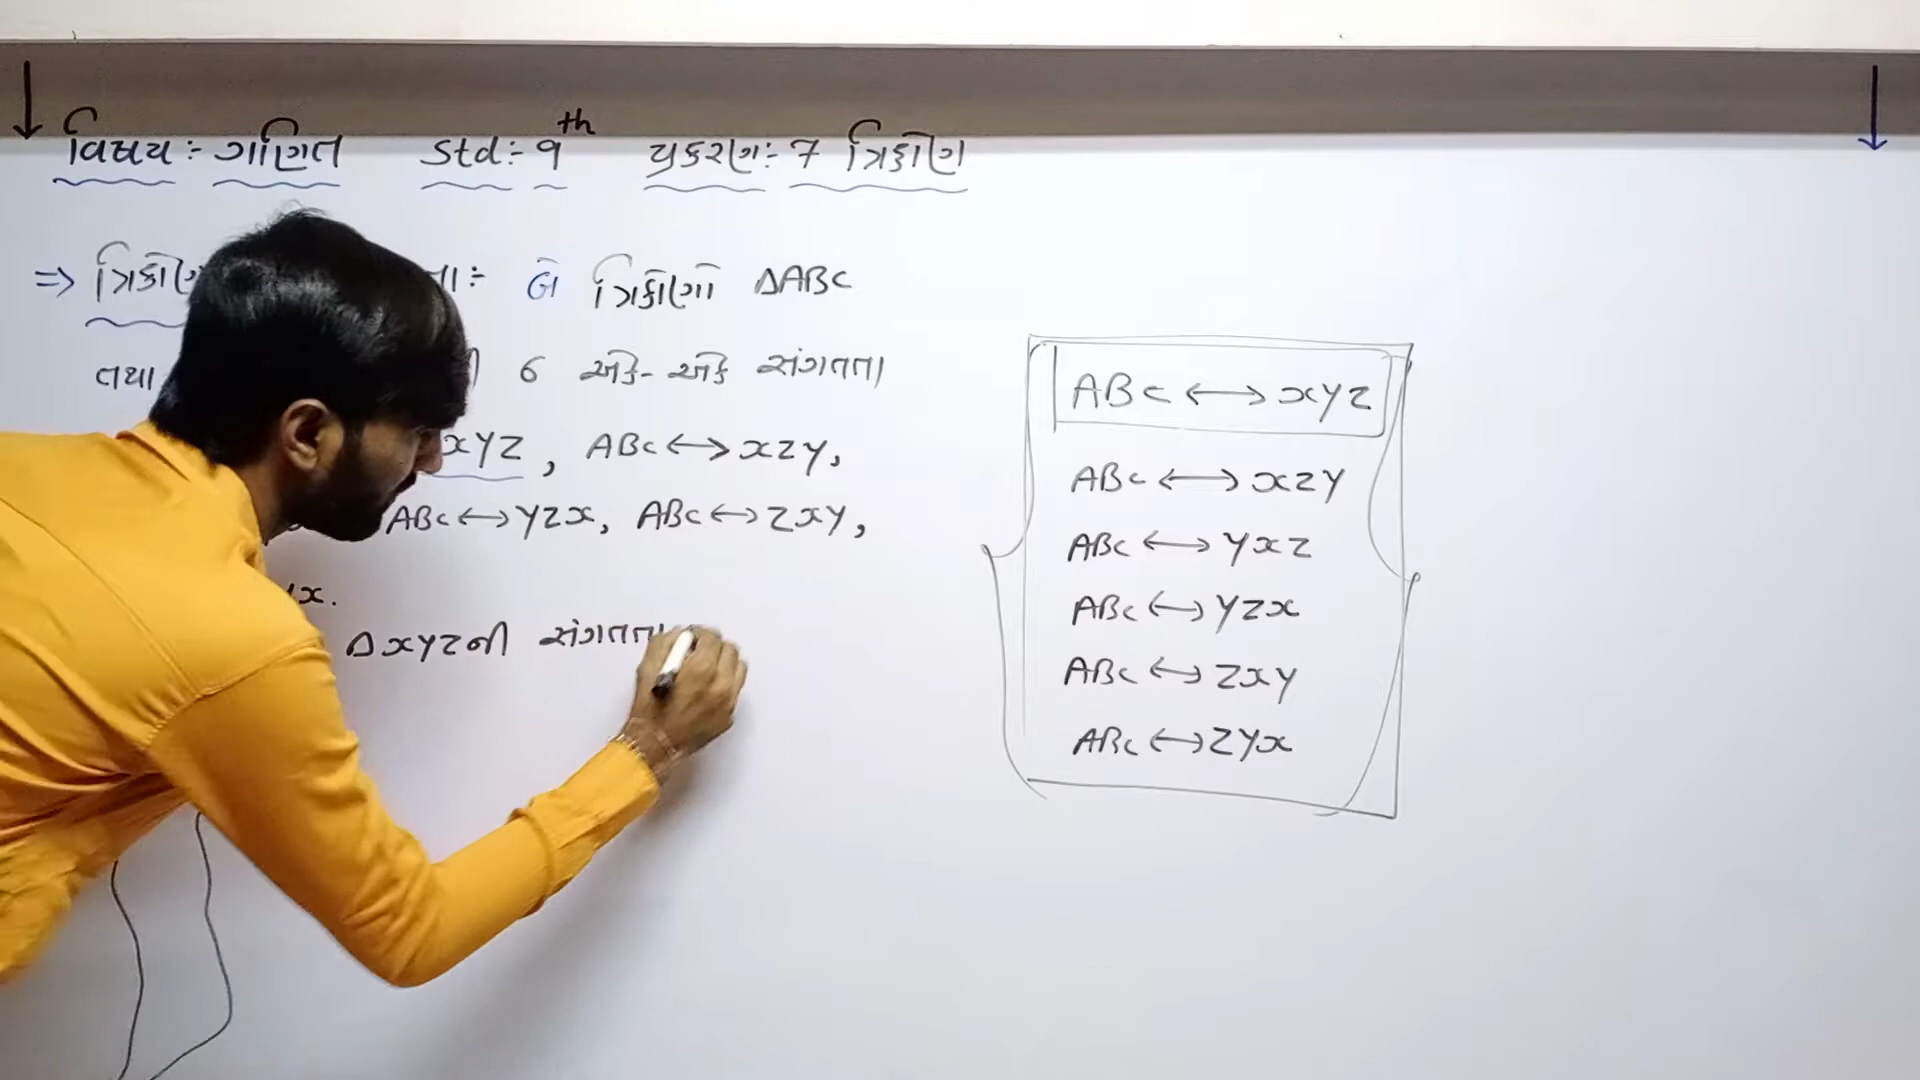 વિષય :- ગણિત Std :- 9th પ્રકરણ :- 7 ત્રિકોણ
⇒ બે ત્રિકોણો ΔABC
તથા 6 એક-એક સંગતતા
xyz, ABC ↔ xzy,
ABC ↔ yzx, ABC ↔ zxy,
Δxyzની સંગતતા
ABC ↔ xyz
ABC ↔ xzy
ABC ↔ yxz
ABC ↔ yzx
ABC ↔ zxy
ABC ↔ zyx